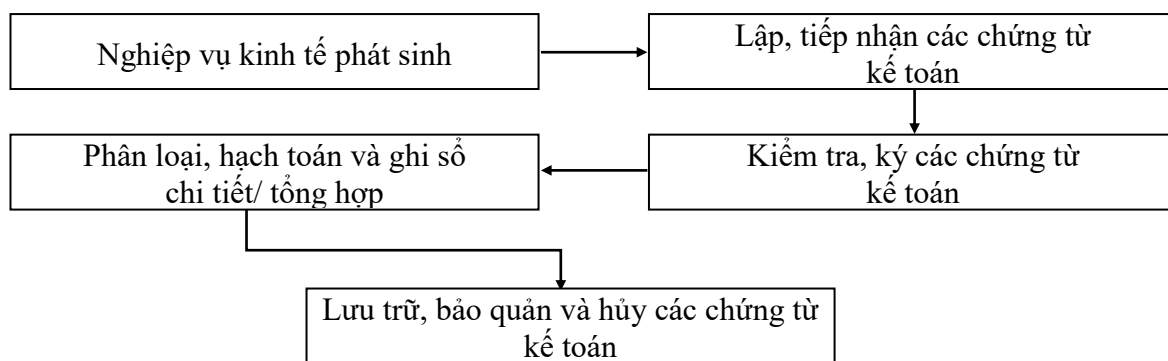 Nghiệp vụ kinh tế phát sinh
Lập, tiếp nhận các chứng từ
kế toán
Kiểm tra, ký các chứng từ
kế toán
Phân loại, hạch toán và ghi sổ
chi tiết/ tổng hợp
Lưu trữ, bảo quản và hủy các chứng từ
kế toán